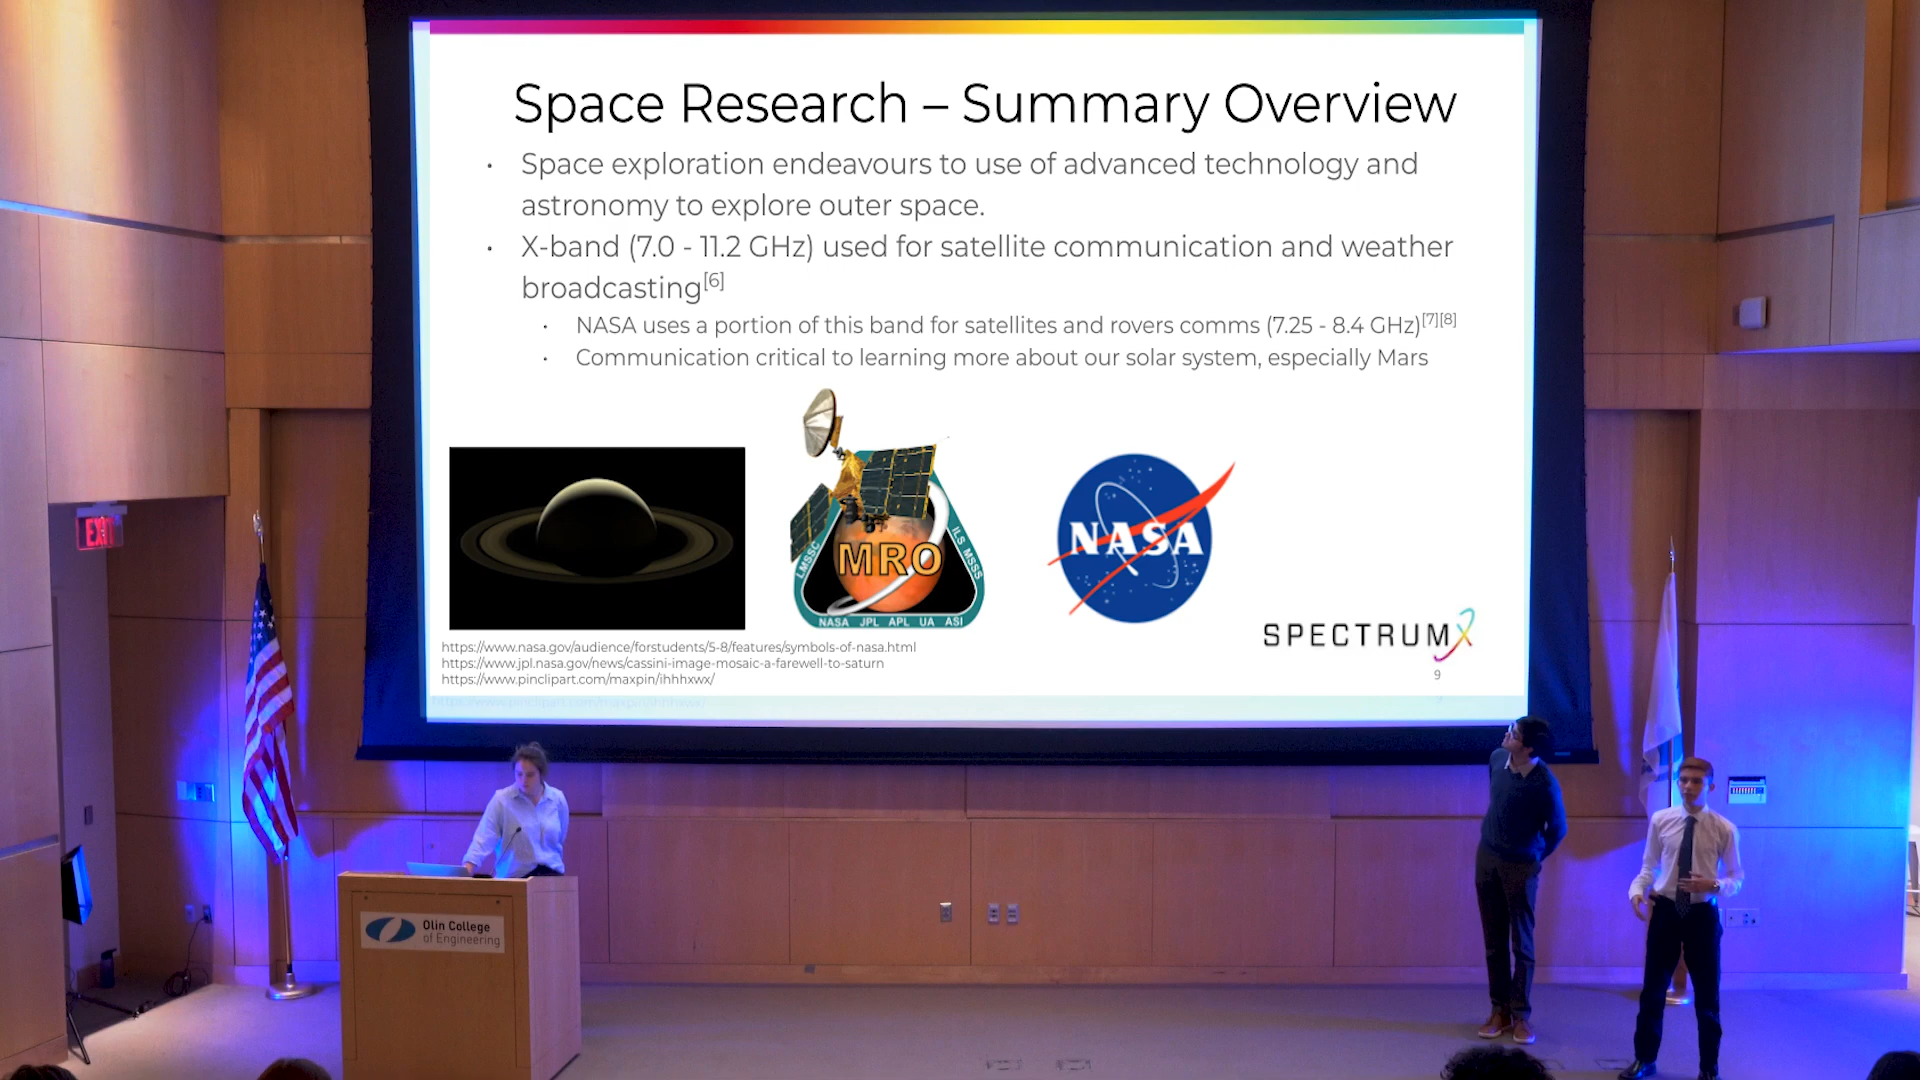 Space Research – Summary Overview
• Space exploration endeavours to use of advanced technology and
astronomy to explore outer space.
• X-band (7.0 - 11.2 GHz) used for satellite communication and weather
broadcasting[6]
• NASA uses a portion of this band for satellites and rovers comms (7.25 - 8.4 GHz)[7][8]
• Communication critical to learning more about our solar system, especially Mars
LMSSC
MRO
ILS MSSS
NASA JPL APL UA ASI
NASA
SPECTRUMX
https://www.nasa.gov/audience/forstudents/5-8/features/symbols-of-nasa.html
https://www.jpl.nasa.gov/news/cassini-image-mosaic-a-farewell-to-saturn
https://www.pinclipart.com/maxpin/ihhhxwx/
9
EXIT
Olin College
of Engineering